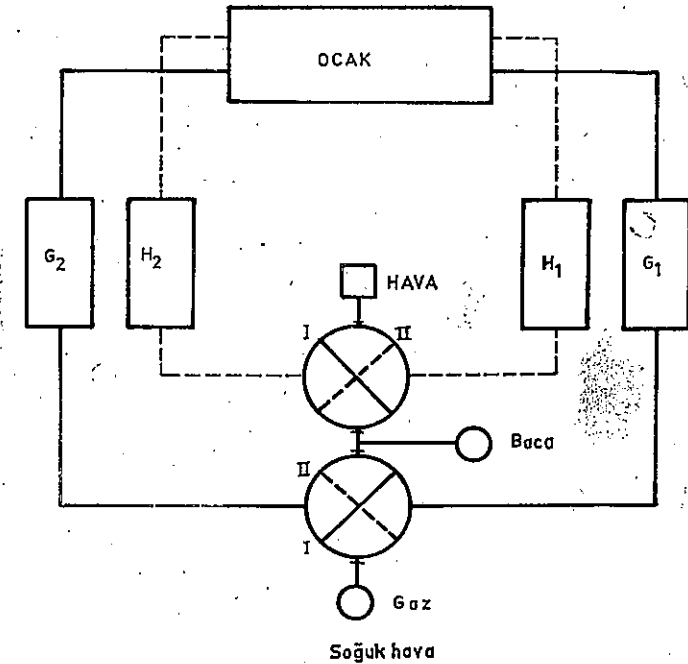 OCAK
G2 H2 H1 G1
HAVA
I II
Baca
II
I
Gaz
Soğuk hava